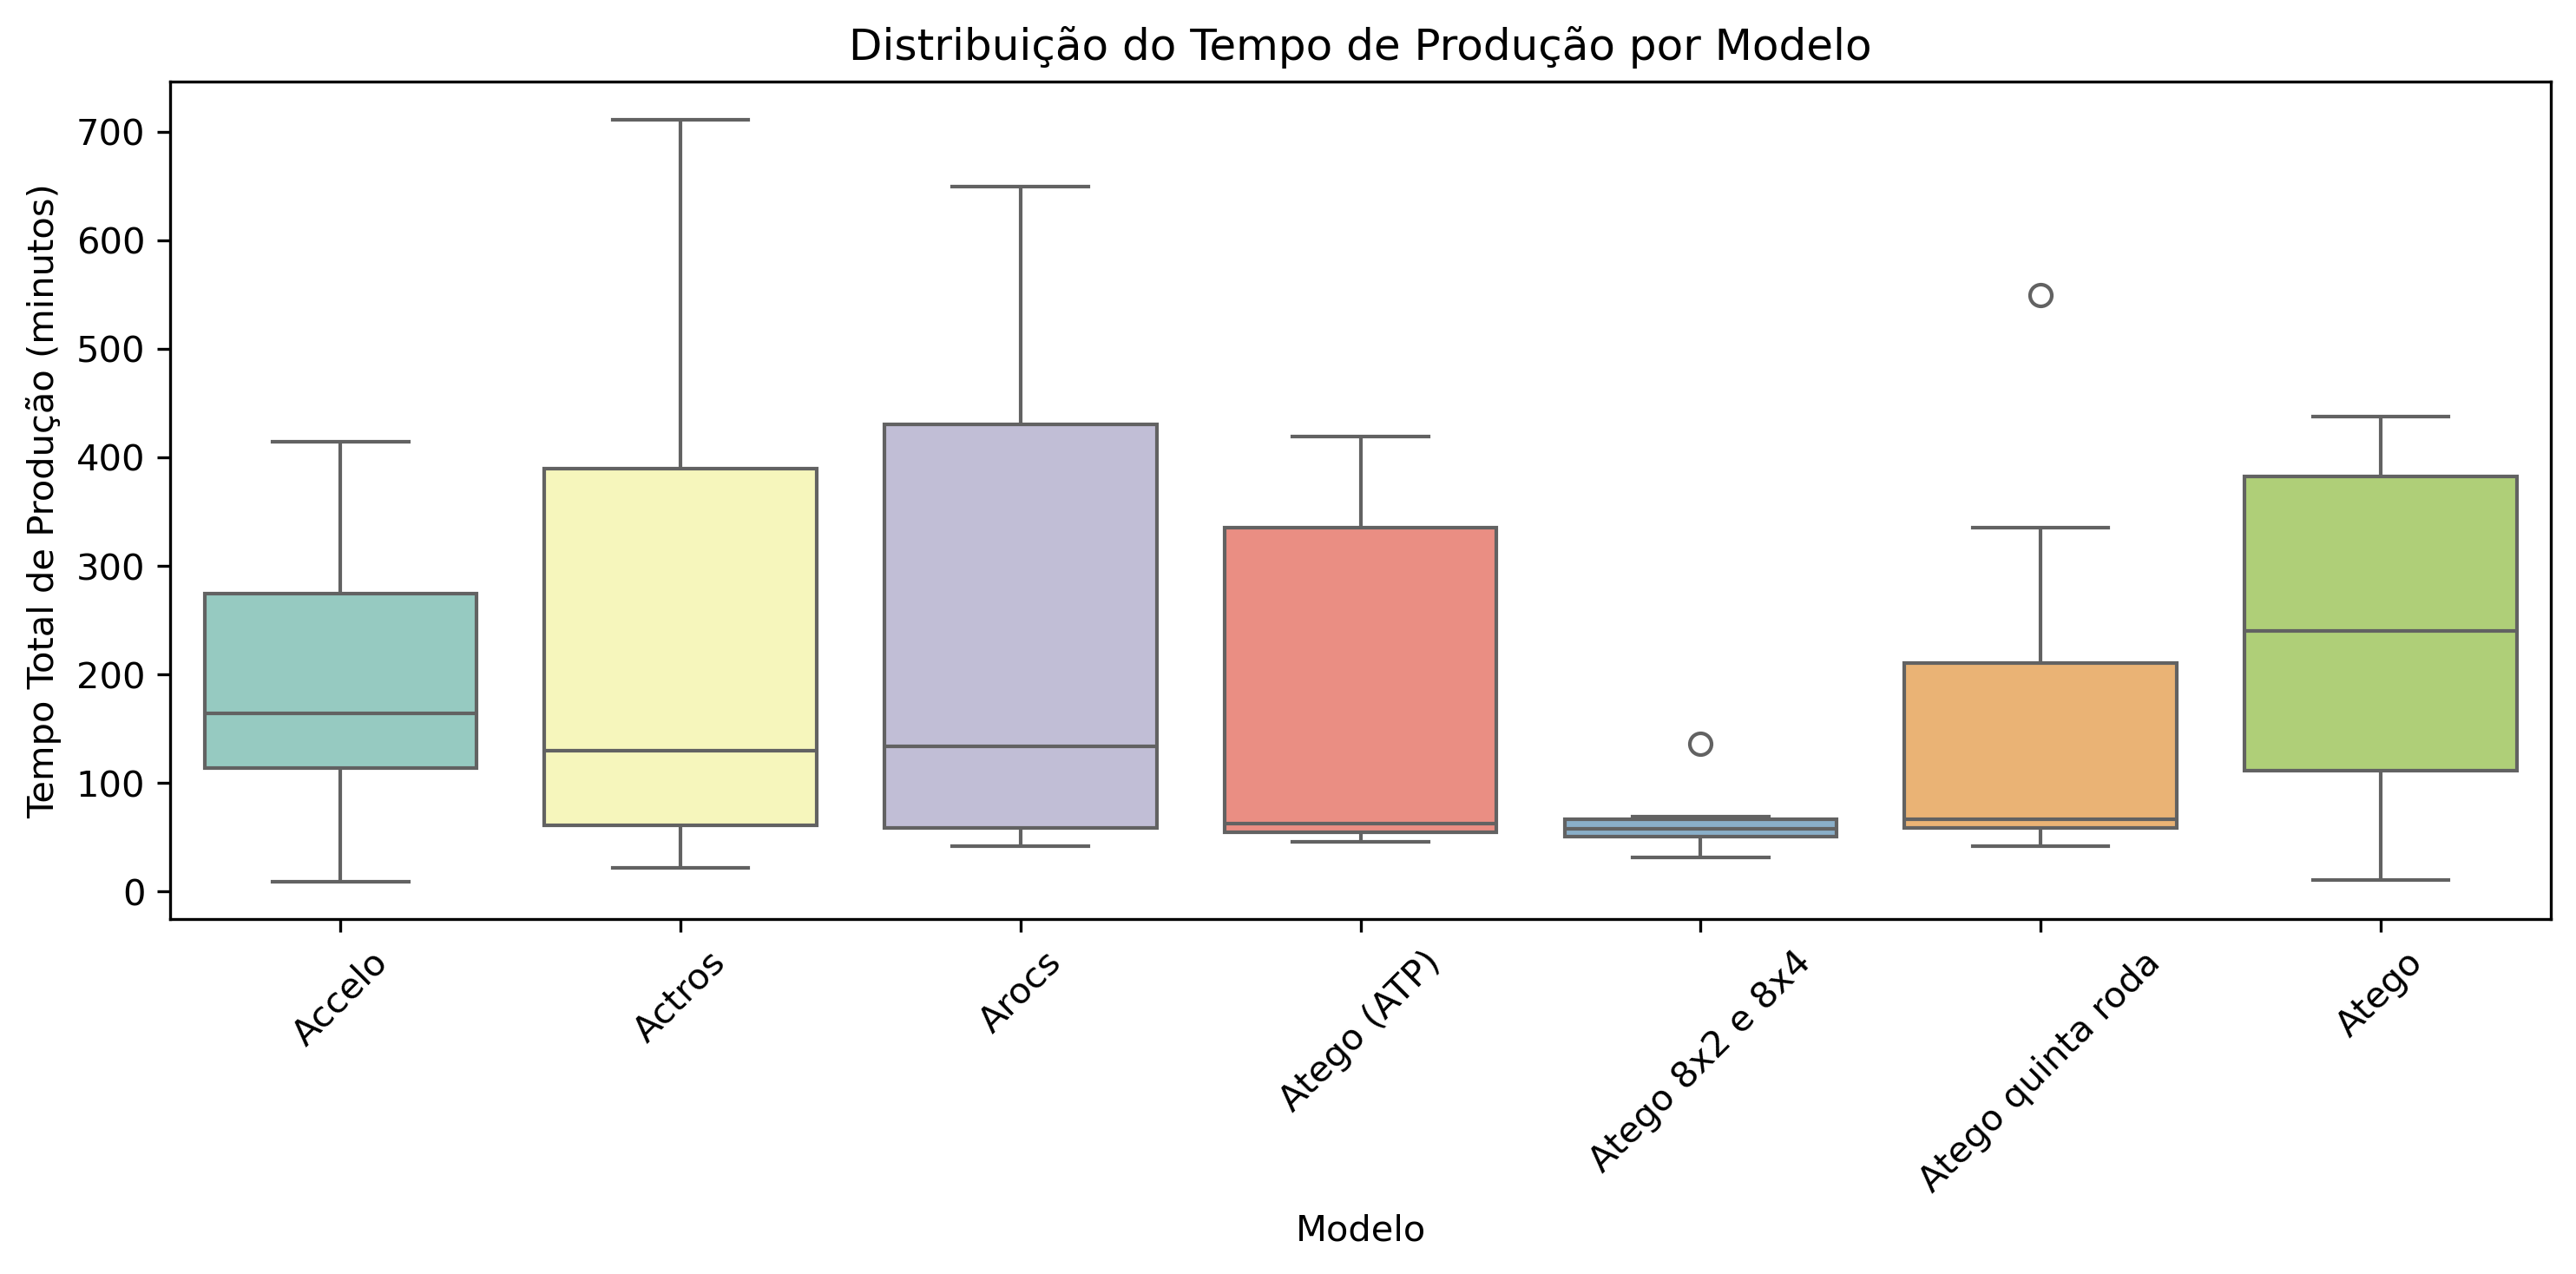 Distribuição do Tempo de Produção por Modelo
Tempo Total de Produção (minutos)
700
600
500
400
300
200
100
0
Accelo
Actros
Arocs
Atego (ATP)
Atego 8x2 e 8x4
Atego quinta roda
Atego
Modelo